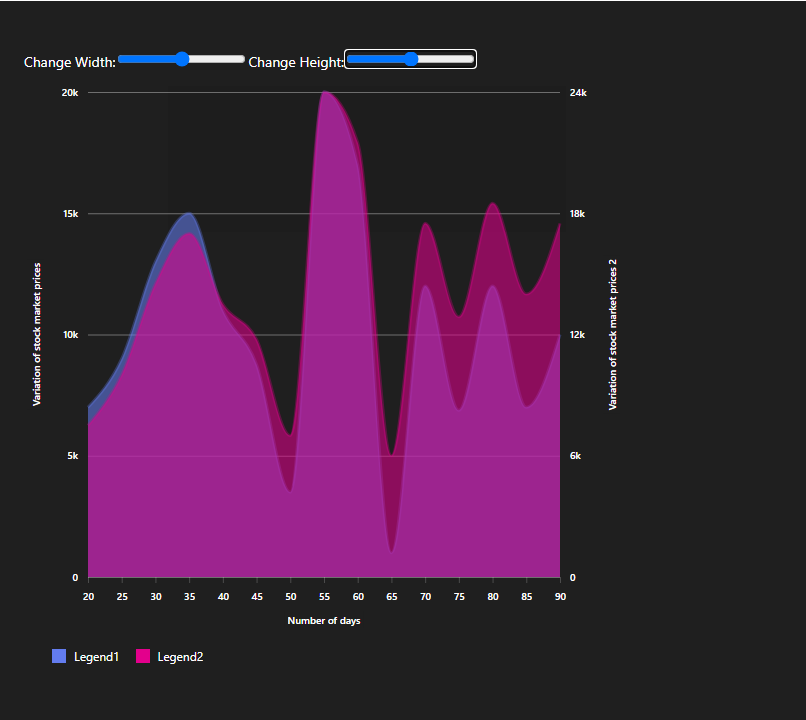 Change Width: Change Height:
20k 24k
15k 18k
Variation of stock market prices
Variation of stock market prices 2
10k 12k
5k 6k
0 0
20 25 30 35 40 45 50 55 60 65 70 75 80 85 90
Number of days
Legend1 Legend2